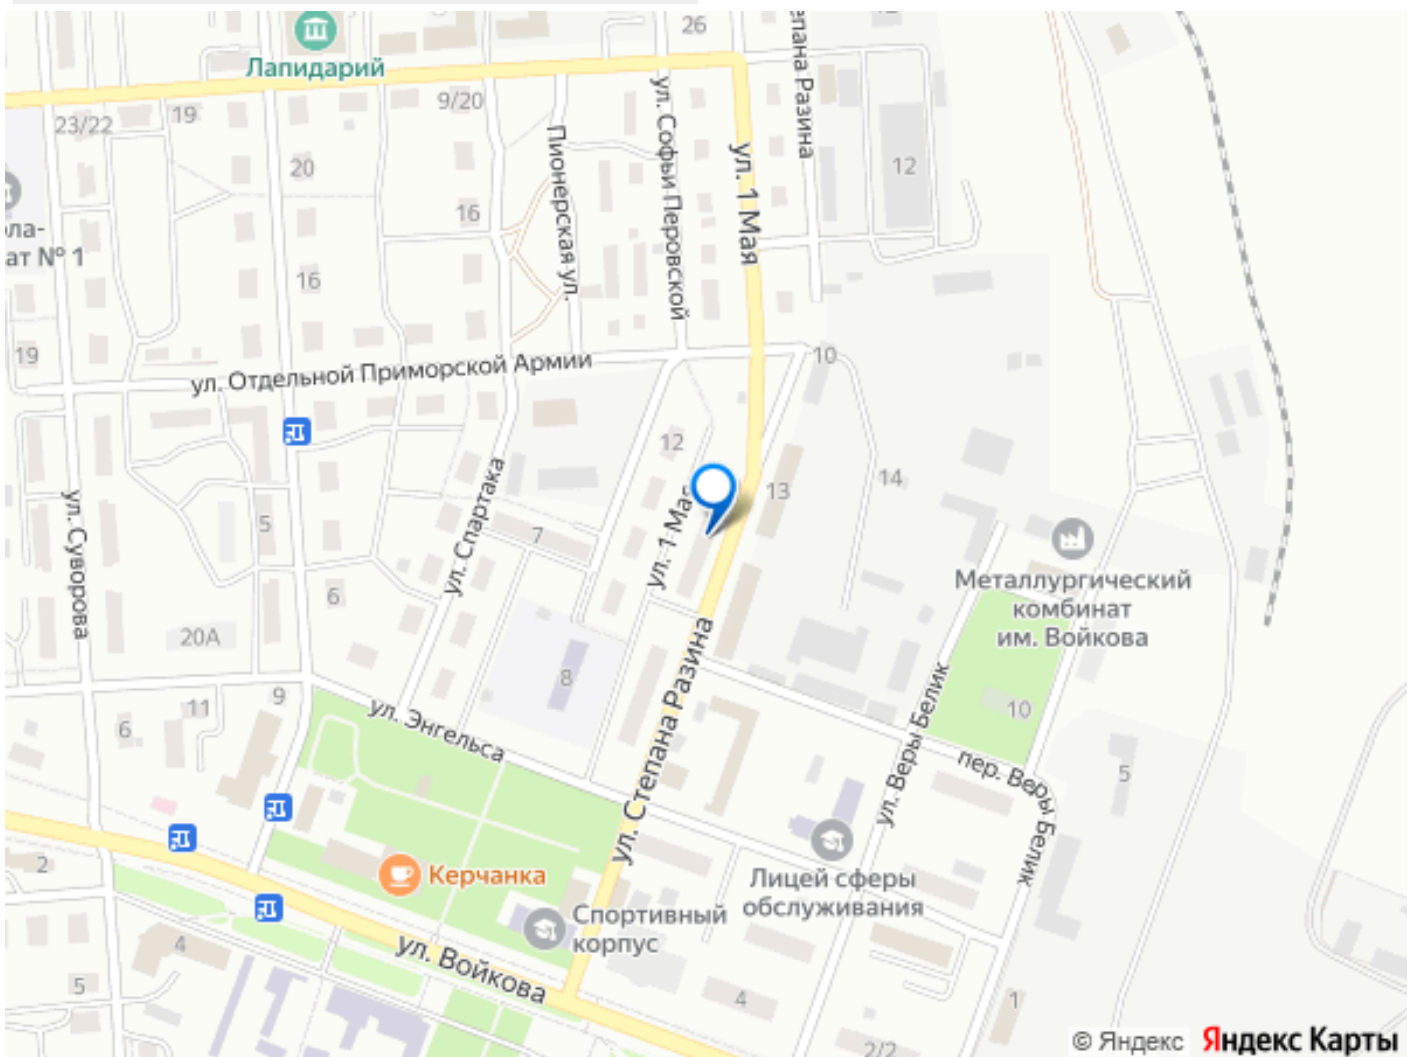 26
Лапидарий
епана Разина
9/20
19
23/22
ул. Софьи Перовской
Пионерская ул.
ул. 1 Мая
12
20
16
ла-
ат № 1
16
19
10
ул. Отдельной Приморской Армии
12
13
14
ул. 1 Мая
ул. Спартака
ул. Суворова
5
7
6
Металлургический
комбинат
им. Войкова
20А
8
ул. Степана Разина
ул. Веры Белик
10
9
11
6
ул. Энгельса
пер. Веры Белик
5
2
Керчанка
Лицей сферы
обслуживания
Спортивный
корпус
4
ул. Войкова
5
4
1
2/2
© Яндекс Яндекс Карты